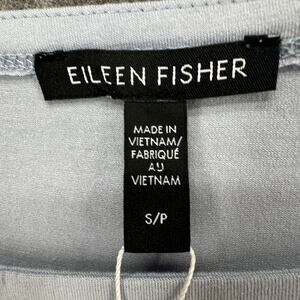 EILEEN FISHER
MADE IN
VIETNAM/
FABRIQUÉ
AU
VIETNAM
S/P